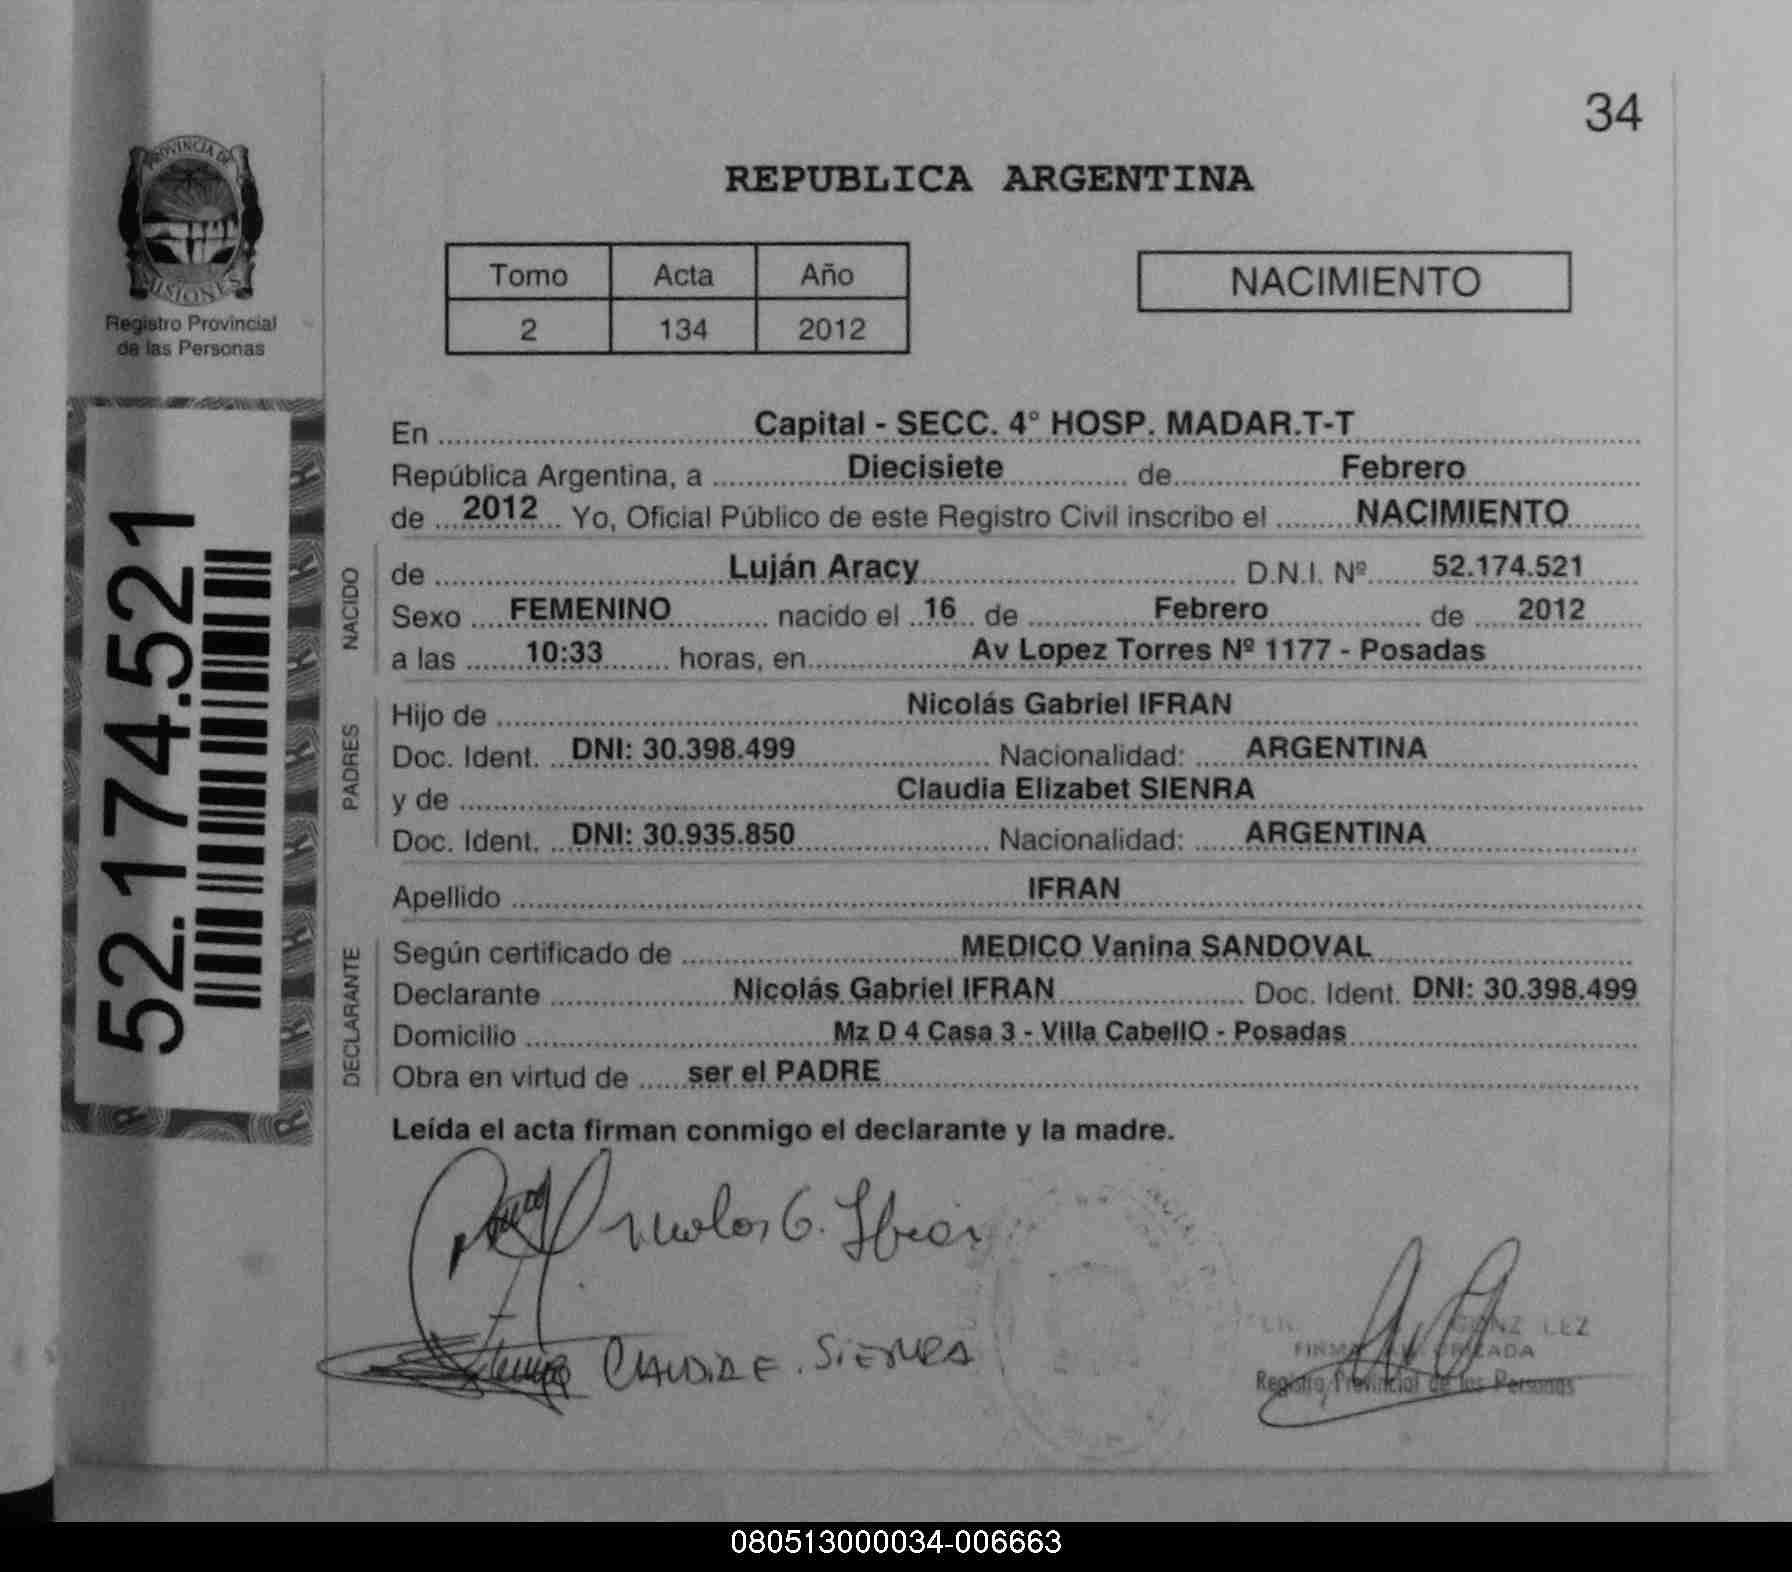 34
PROVINCIA DE
MISIONES
Registro Provincial
de las Personas
REPUBLICA ARGENTINA
Tomo Acta Año
2 134 2012
NACIMIENTO
52.174.521
En Capital - SECC. 4° HOSP. MADAR.T-T
República Argentina, a Diecisiete de Febrero
de 2012 Yo, Oficial Público de este Registro Civil inscribo el NACIMIENTO
NACIDO
de Luján Aracy D.N.I. Nº 52.174.521
Sexo FEMENINO nacido el 16 de Febrero de 2012
a las 10:33 horas, en Av Lopez Torres Nº 1177 - Posadas
PADRES
Hijo de Nicolás Gabriel IFRAN
Doc. Ident. DNI: 30.398.499 Nacionalidad: ARGENTINA
y de Claudia Elizabet SIENRA
Doc. Ident. DNI: 30.935.850 Nacionalidad: ARGENTINA
Apellido IFRAN
DECLARANTE
Según certificado de MEDICO Vanina SANDOVAL
Declarante Nicolás Gabriel IFRAN Doc. Ident. DNI: 30.398.499
Domicilio Mz D 4 Casa 3 - Villa CabellO - Posadas
Obra en virtud de ser el PADRE
Leída el acta firman conmigo el declarante y la madre.
Nicolas G. Ifran
CLAUDIA E. SIENRA
Registro Provincial de las Personas
080513000034-006663